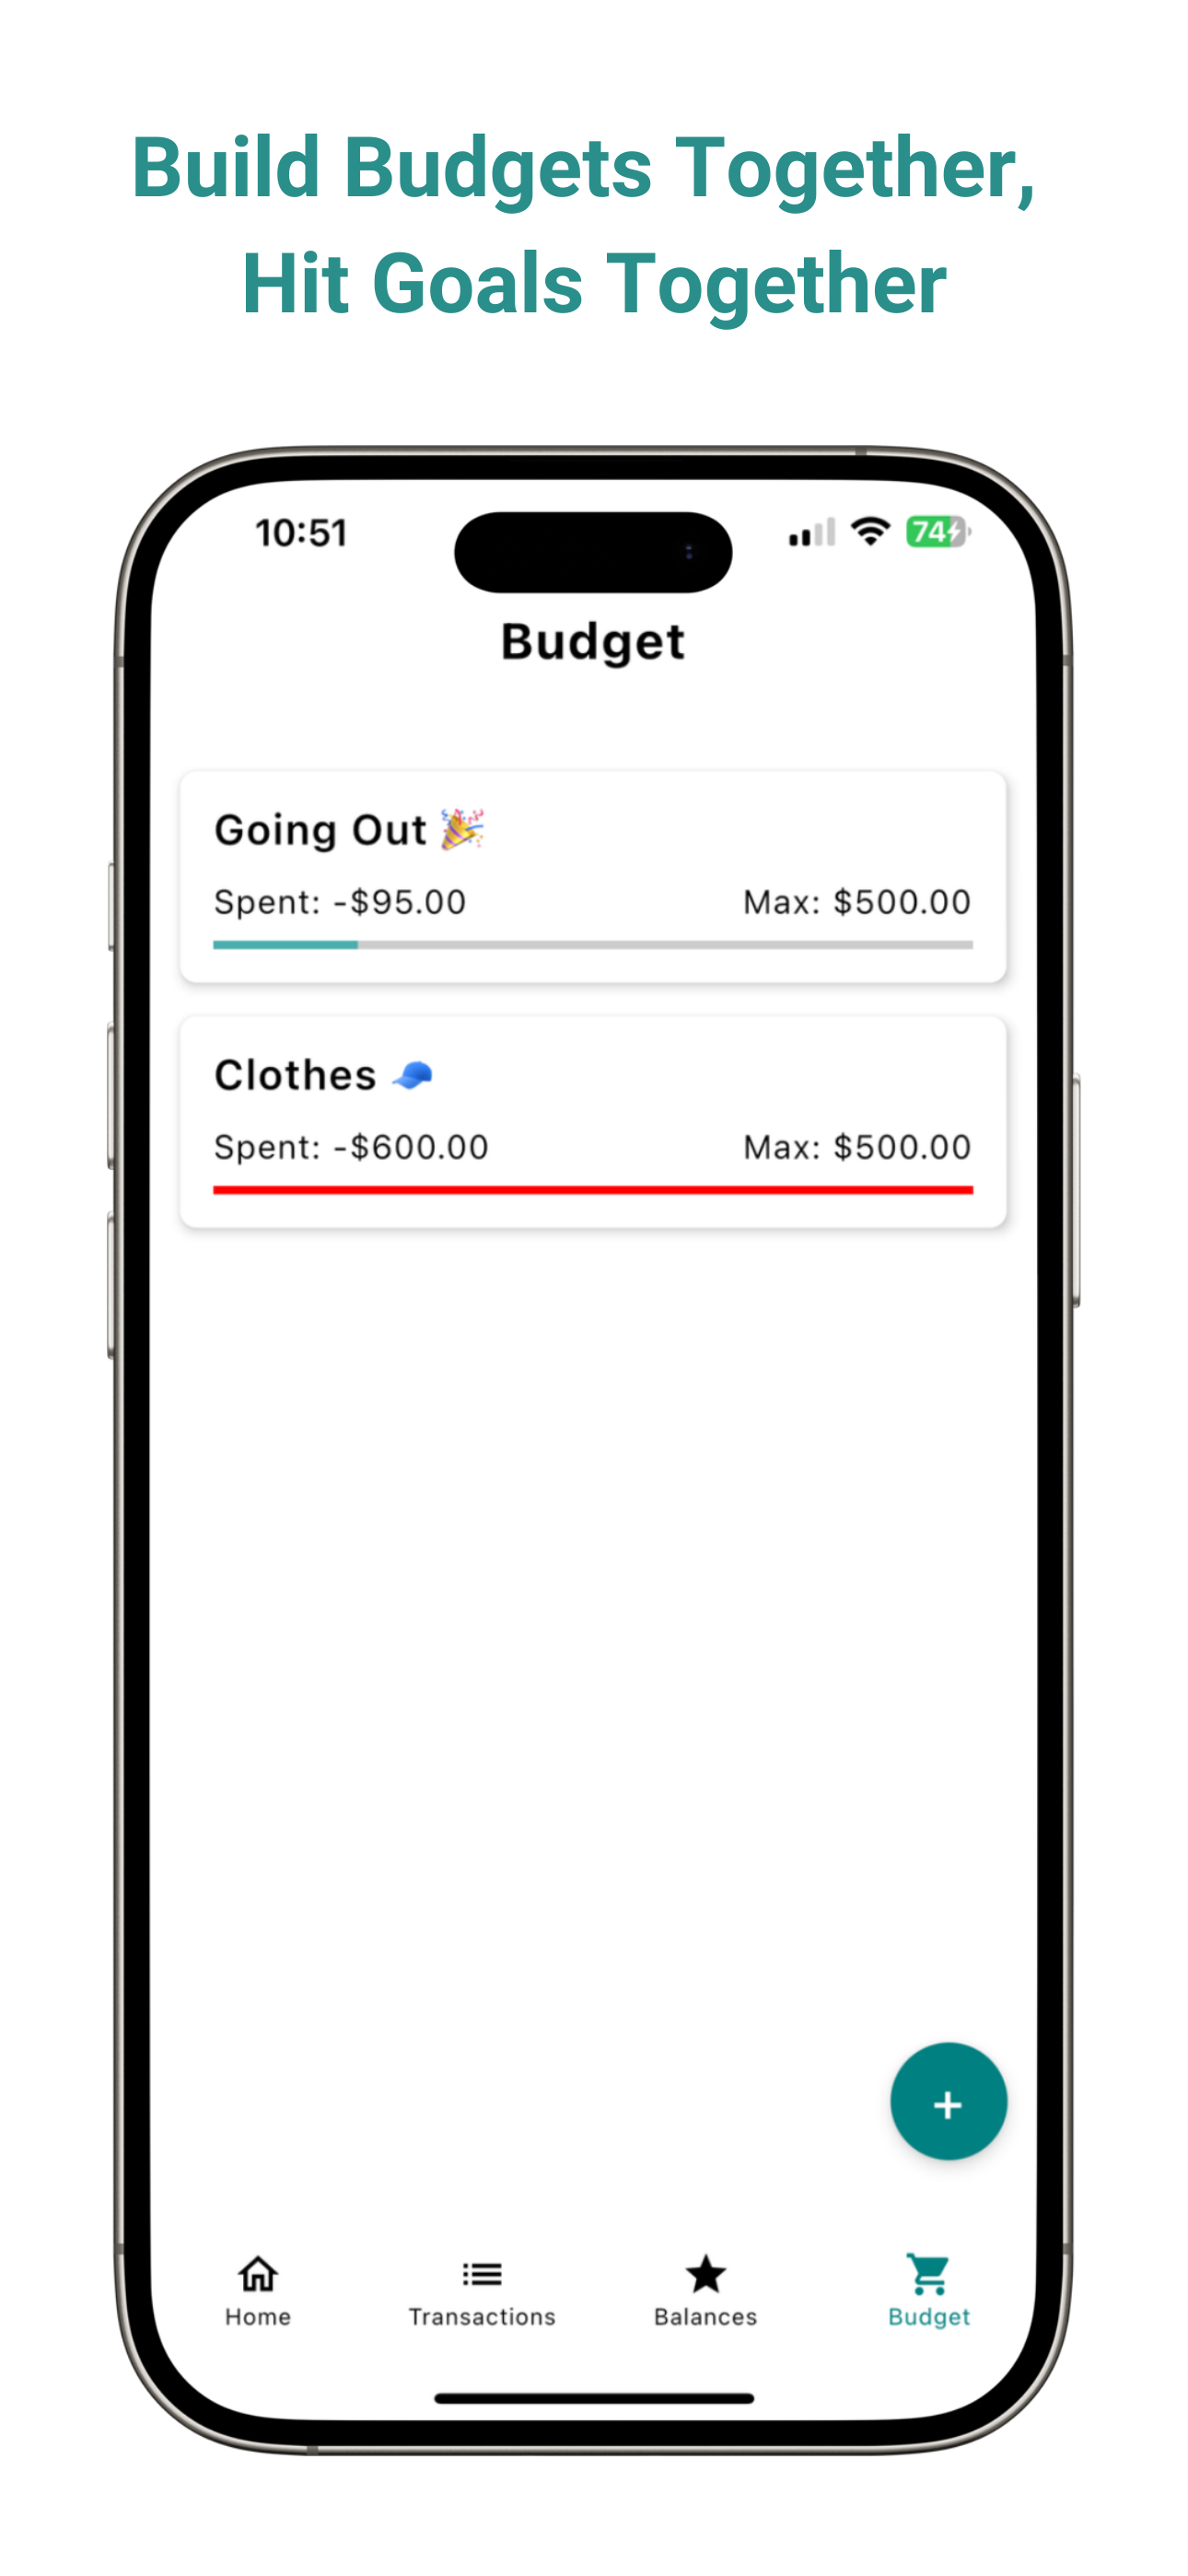 Build Budgets Together,
Hit Goals Together
10:51
74
Budget
Going Out 🎉
Spent: -$95.00 Max: $500.00
Clothes 🧢
Spent: -$600.00 Max: $500.00
+
Home Transactions Balances Budget